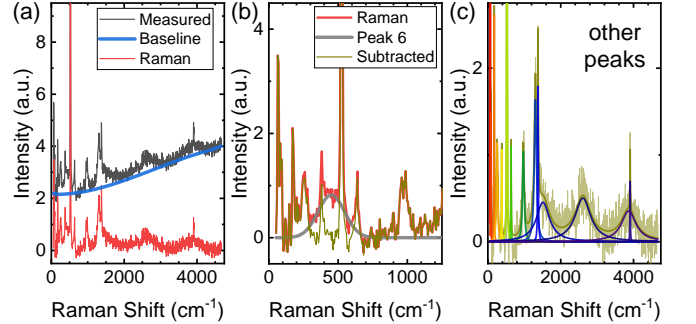 (a)
Measured
Baseline
Raman
Intensity (a.u.)
8
6
4
2
0
0
2000
4000
Raman Shift (cm⁻¹)
(b)
Raman
Peak 6
Subtracted
Intensity (a.u.)
4
2
0
0
500
1000
Raman Shift (cm⁻¹)
(c)
other
peaks
Intensity (a.u.)
2
1
0
0
2000
4000
Raman Shift (cm⁻¹)